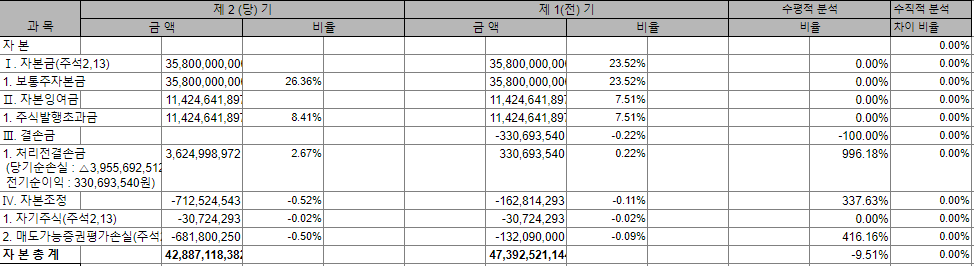 과 목 제 2 (당) 기 제 1(전) 기 수평적 분석 수직적 분석
금 액 비율 금 액 비율 비율 차이 비율
자 본 0.00%
Ⅰ. 자본금(주석2,13) 35,800,000,000 35,800,000,000 23.52% 0.00% 0.00%
1. 보통주자본금 35,800,000,000 26.36% 35,800,000,000 23.52% 0.00% 0.00%
Ⅱ. 자본잉여금 11,424,641,897 11,424,641,897 7.51% 0.00% 0.00%
1. 주식발행초과금 11,424,641,897 8.41% 11,424,641,897 7.51% 0.00% 0.00%
Ⅲ. 결손금 -330,693,540 -0.22% -100.00% 0.00%
1. 처리전결손금 3,624,998,972 2.67% 330,693,540 0.22% 996.18% 0.00%
(당기순손실 : △3,955,692,512
전기순이익 : 330,693,540원)
Ⅳ. 자본조정 -712,524,543 -0.52% -162,814,293 -0.11% 337.63% 0.00%
1. 자기주식(주석2,13) -30,724,293 -0.02% -30,724,293 -0.02% 0.00% 0.00%
2. 매도가능증권평가손실(주석 -681,800,250 -0.50% -132,090,000 -0.09% 416.16% 0.00%
자 본 총 계 42,887,118,382 47,392,521,144 -9.51% 0.00%